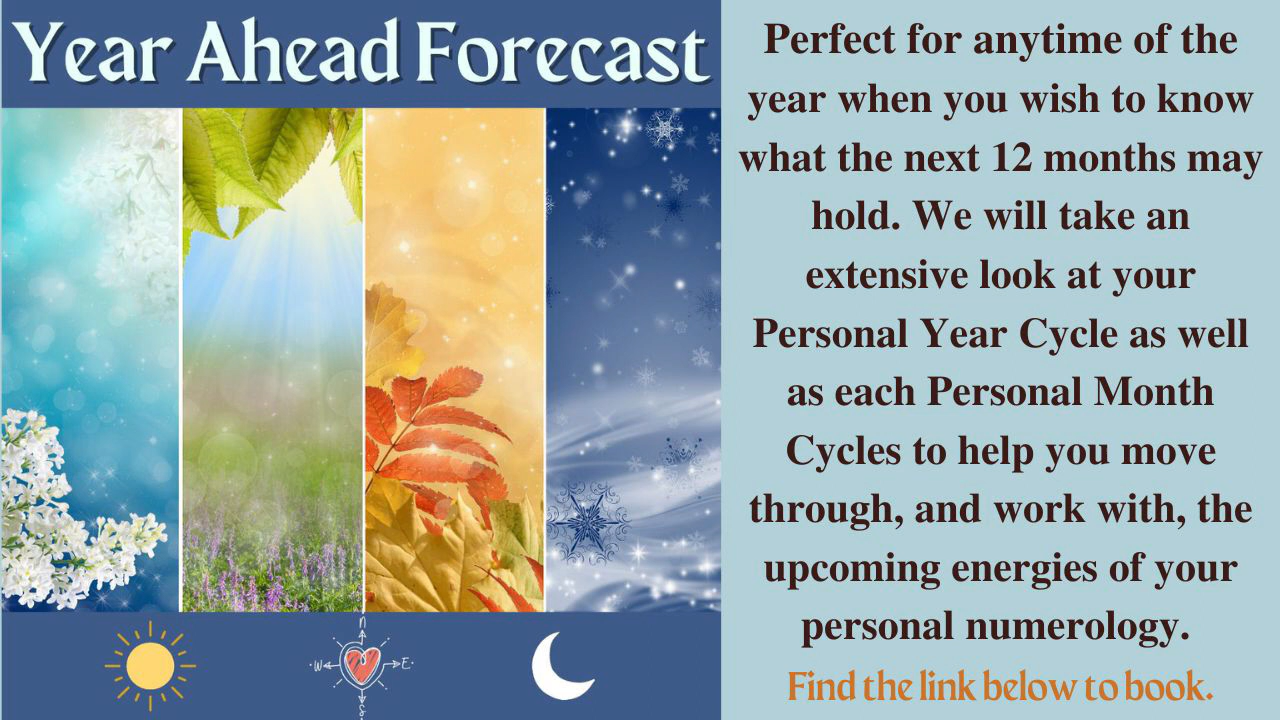 Year Ahead Forecast
Perfect for anytime of the
year when you wish to know
what the next 12 months may
hold. We will take an
extensive look at your
Personal Year Cycle as well
as each Personal Month
Cycles to help you move
through, and work with, the
upcoming energies of your
personal numerology.
Find the link below to book.
n
W E
s